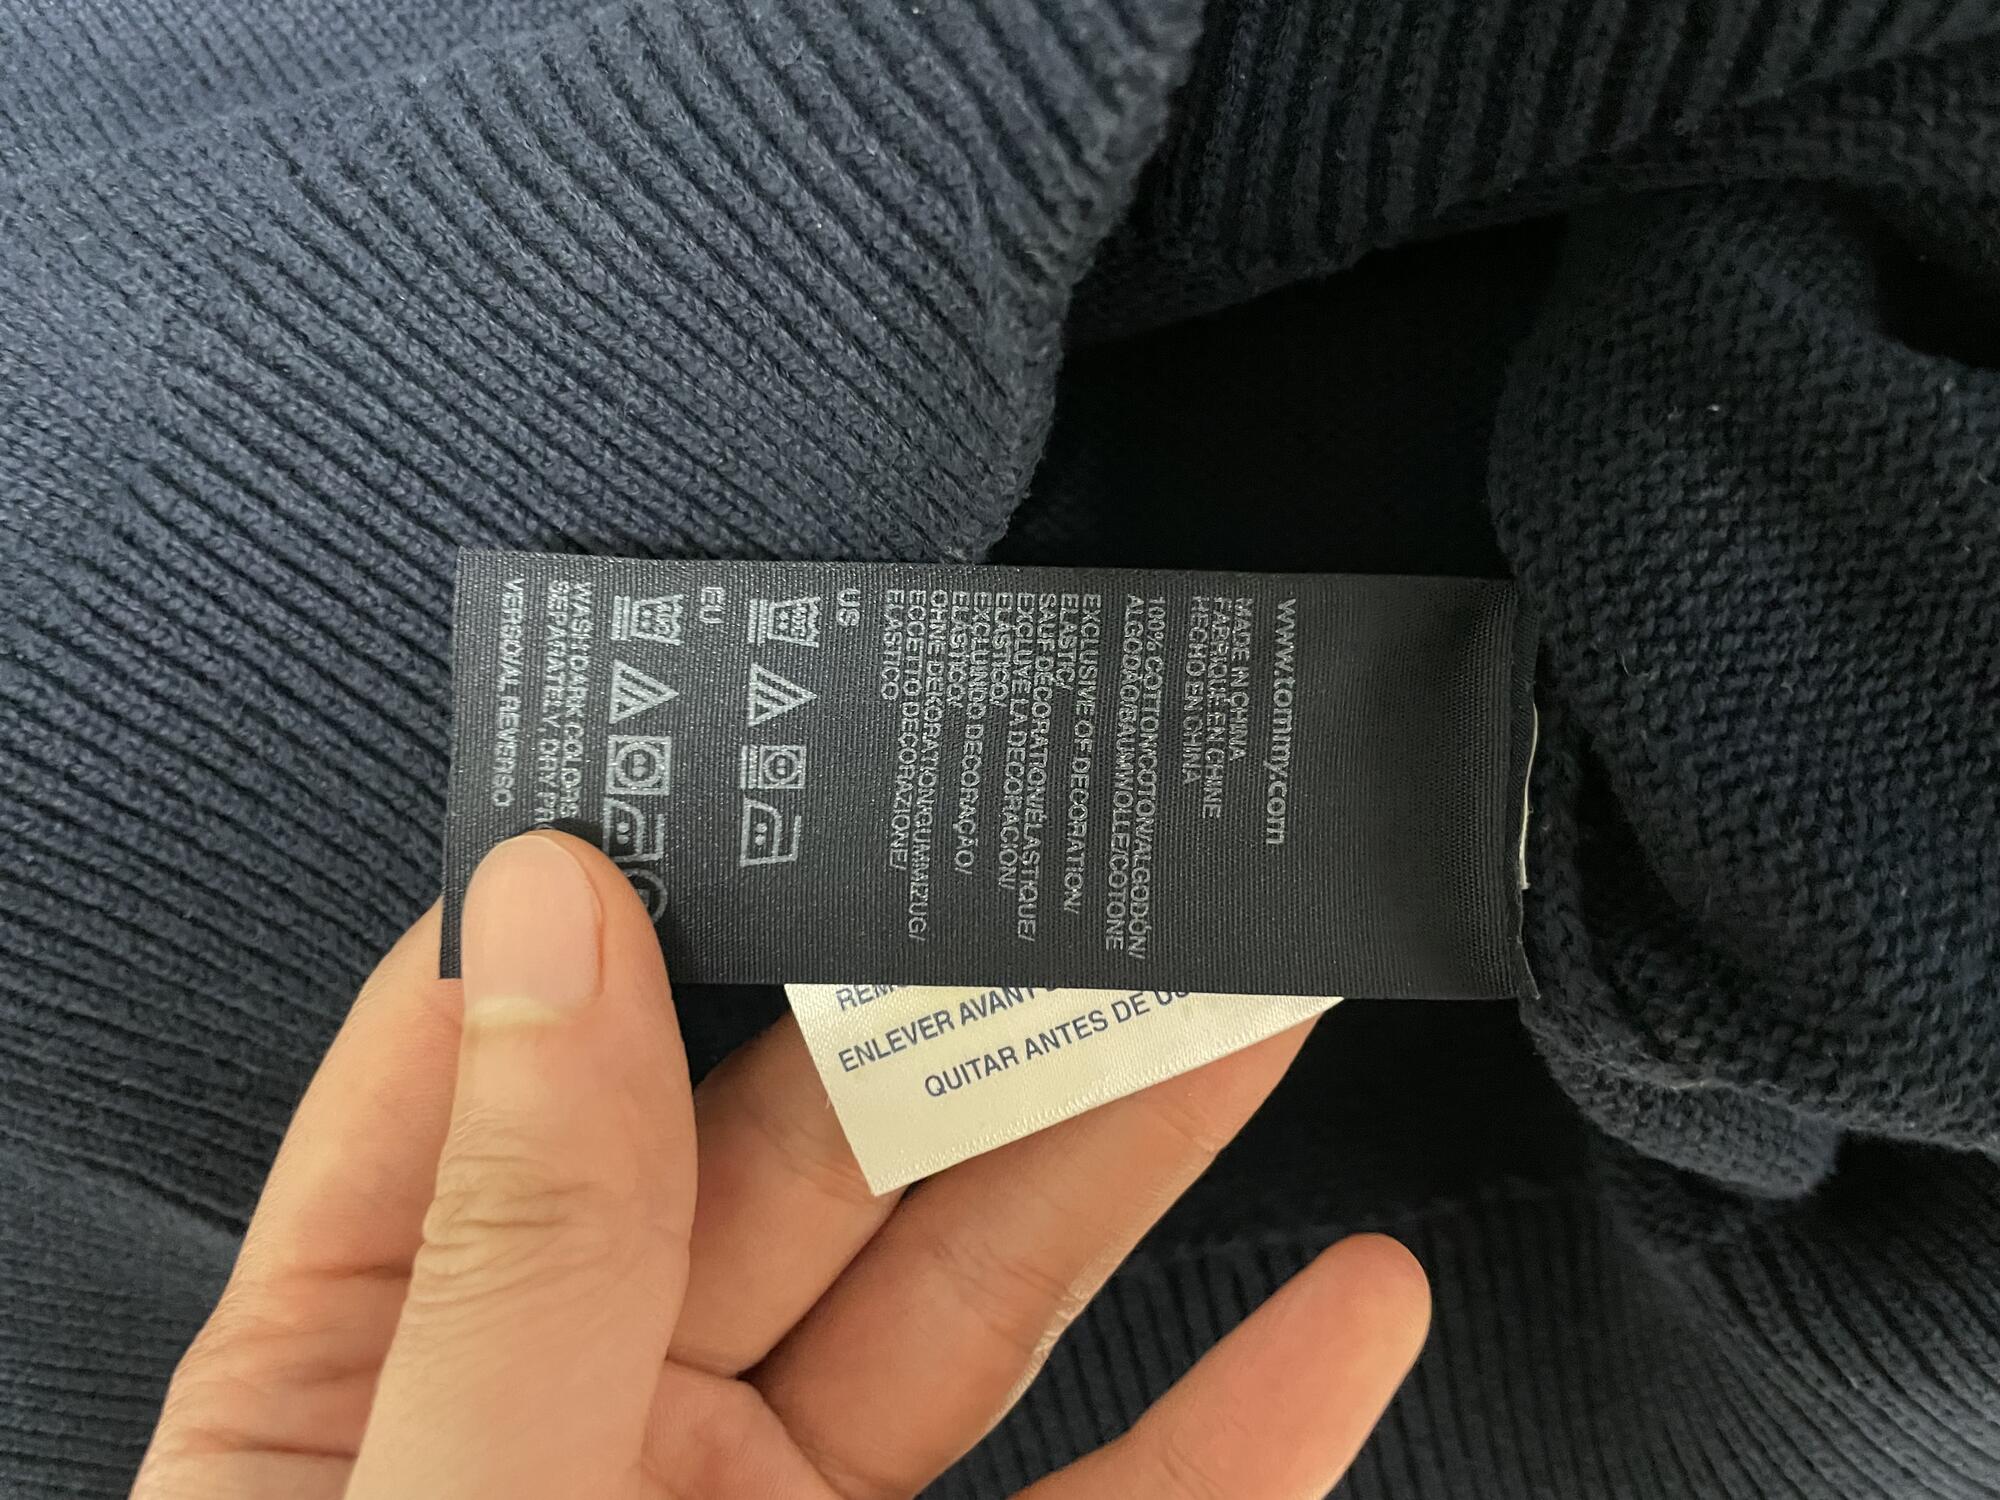 www.tommy.com
MADE IN CHINA
FABRIQUÉ EN CHINE
HECHO EN CHINA
100% COTTON/COTON/ALGODÓN/
ALGODÃO/BAUMWOLLE/COTONE
EXCLUSIVE OF DECORATION/
ELASTIC/
SAUF DÉCORATION/ÉLASTIQUE/
EXCLUYE LA DECORACIÓN/
ELÁSTICO/
EXCLUINDO DECORAÇÃO/
ELÁSTICO/
OHNE DEKORATION/GUMMIZUG/
ECCETTO DECORAZIONE/
ELASTICO
US
EU
WASH DARK COLORS
SEPARATELY DRY
VERSO/AL REVERSO
ENLEVER AVANT
QUITAR ANTES DE